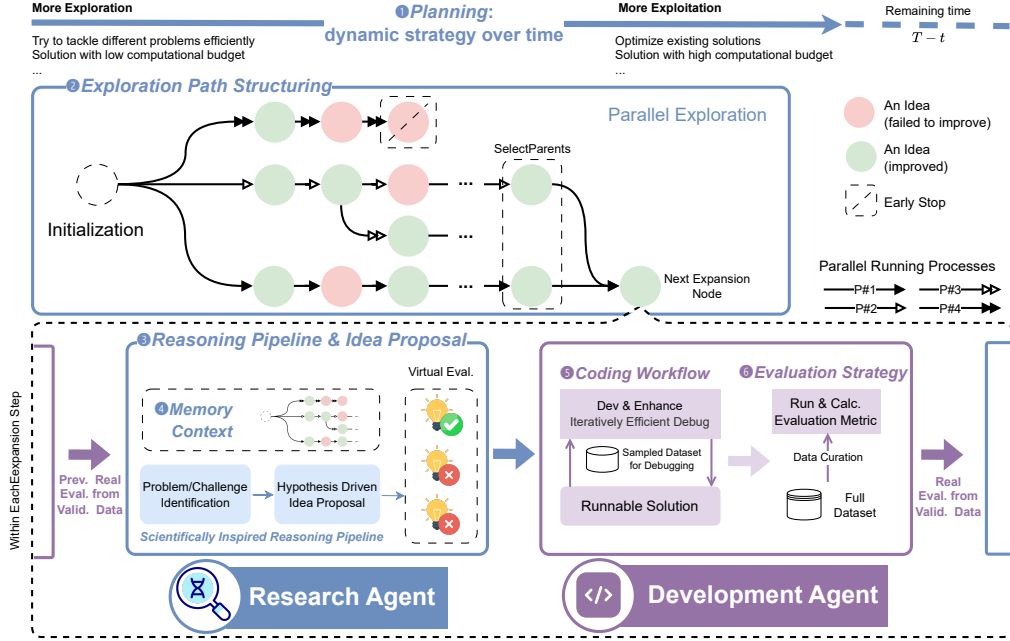 More Exploration
❶Planning:
dynamic strategy over time
More Exploitation
Remaining time
T − t
Try to tackle different problems efficiently
Solution with low computational budget
...
Optimize existing solutions
Solution with high computational budget
...
❷Exploration Path Structuring
Parallel Exploration
An Idea
(failed to improve)
An Idea
(improved)
Early Stop
SelectParents
Initialization
...
...
...
Next Expansion
Node
Parallel Running Processes
P#1
P#3
P#2
P#4
Within EachExpansion Step
❸Reasoning Pipeline & Idea Proposal
Virtual Eval.
❹Memory
Context
Problem/Challenge
Identification
Hypothesis Driven
Idea Proposal
Scientifically Inspired Reasoning Pipeline
Prev. Real
Eval. from
Valid. Data
❺Coding Workflow
Dev & Enhance
Iteratively Efficient Debug
Sampled Dataset
for Debugging
Runnable Solution
❻Evaluation Strategy
Run & Calc.
Evaluation Metric
Data Curation
Full
Dataset
Real
Eval. from
Valid. Data
Research Agent
</>
Development Agent